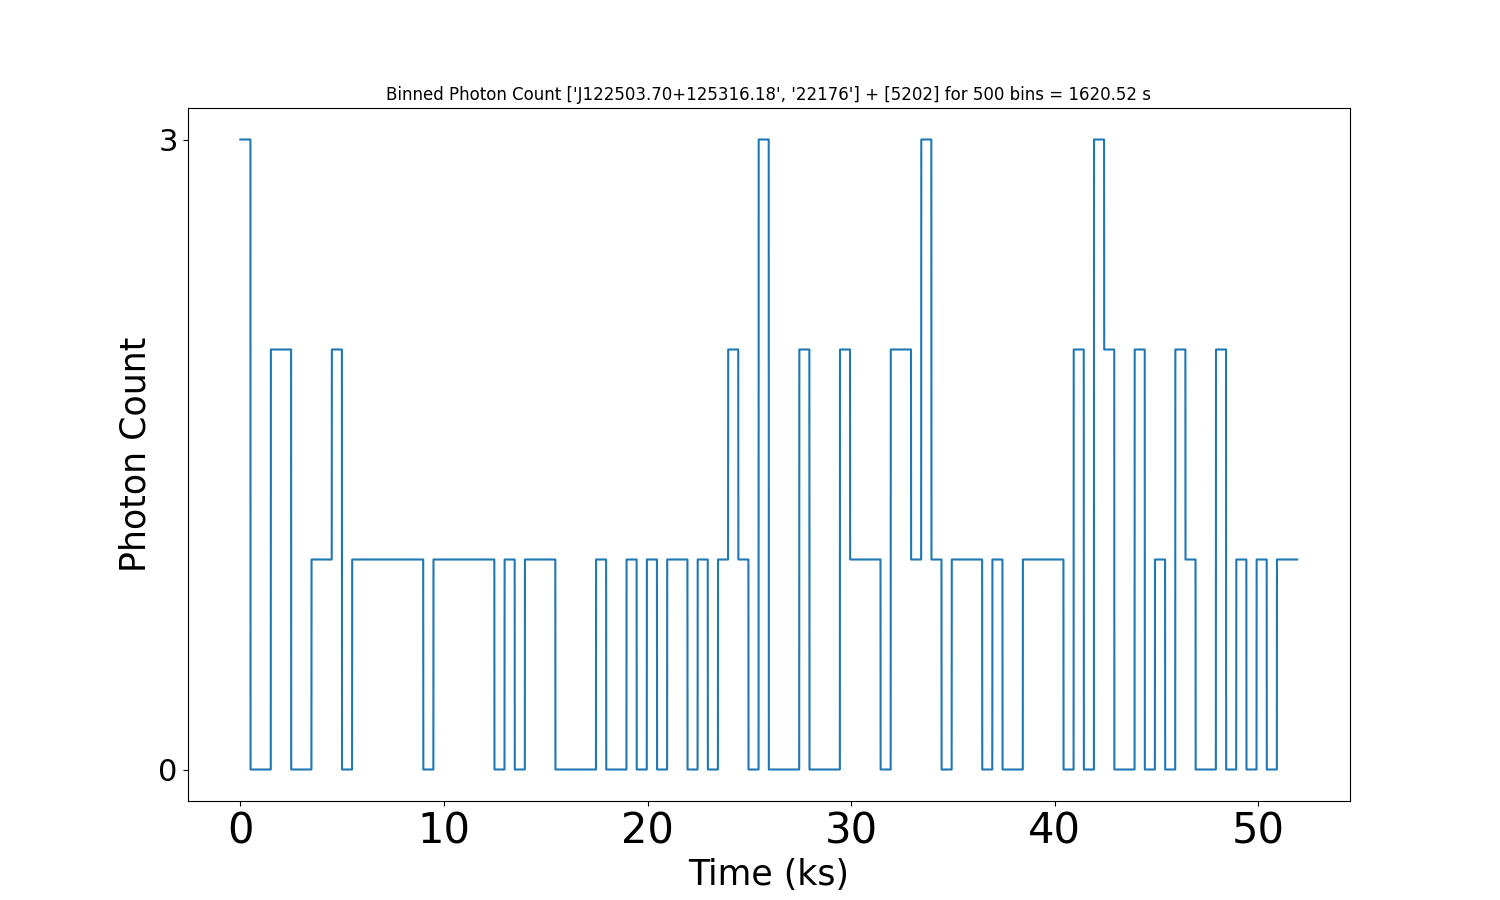 Binned Photon Count ['J122503.70+125316.18', '22176'] + [5202] for 500 bins = 1620.52 s
3
Photon Count
0
0 10 20 30 40 50
Time (ks)